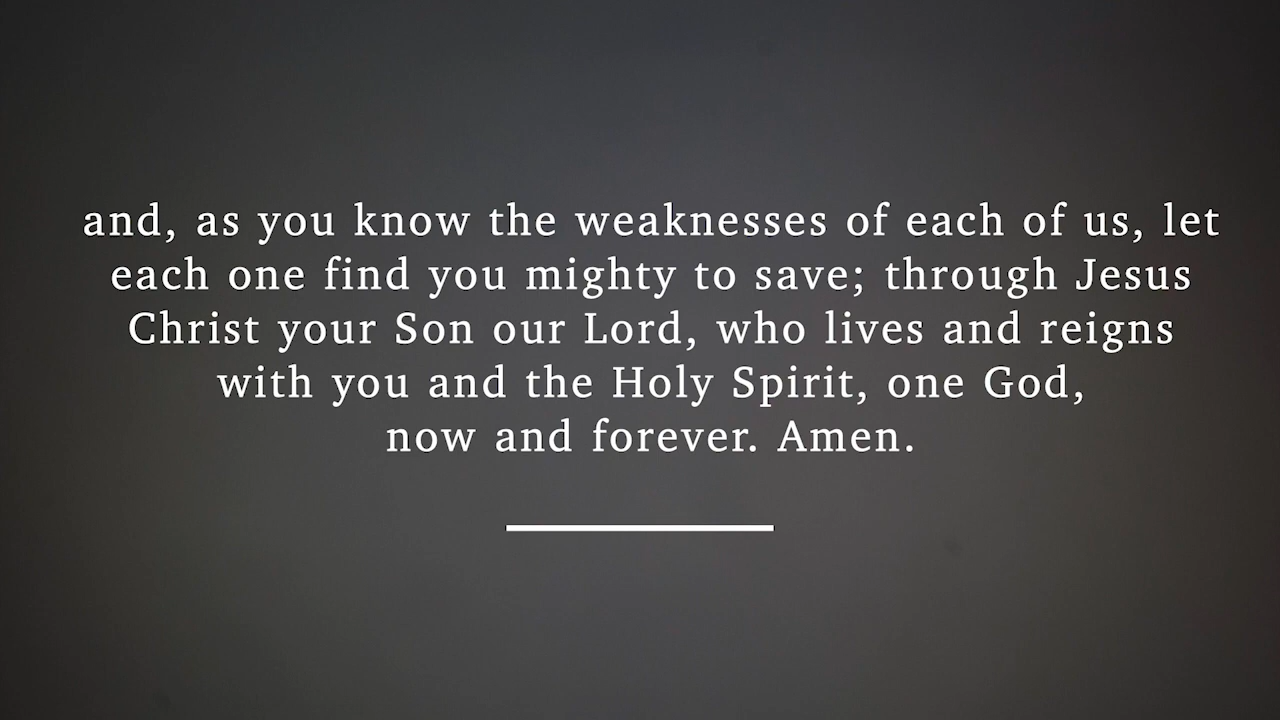 and, as you know the weaknesses of each of us, let
each one find you mighty to save; through Jesus
Christ your Son our Lord, who lives and reigns
with you and the Holy Spirit, one God,
now and forever. Amen.